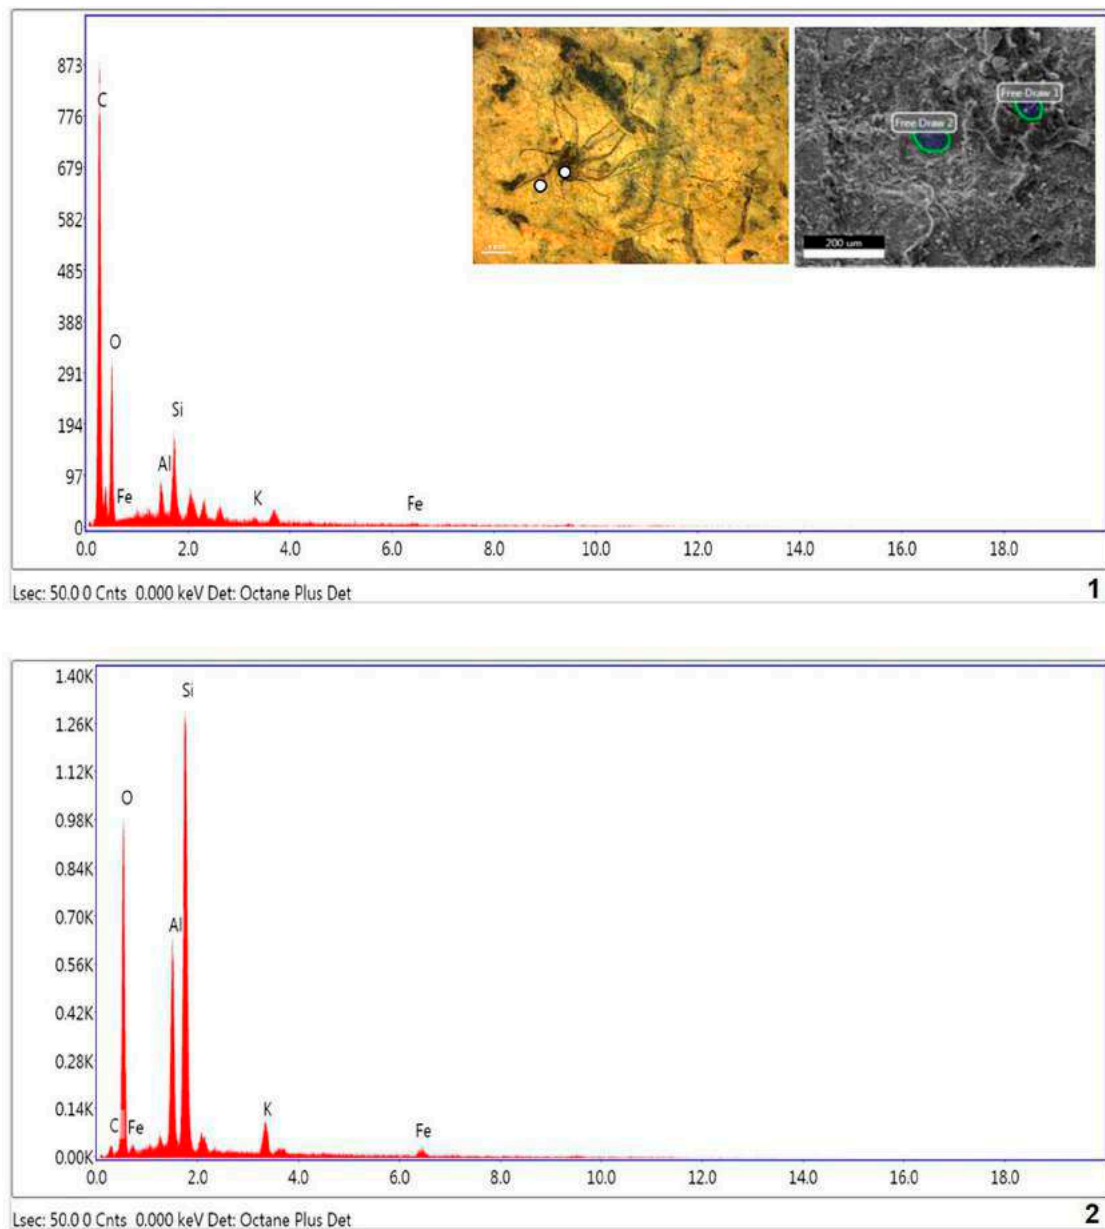 873
776
679
582
485
388
291
194
97
0
C
O
Fe
Al
Si
K
Fe
Free Draw 1
Free Draw 2
200 um
0.0 2.0 4.0 6.0 8.0 10.0 12.0 14.0 16.0 18.0
Lsec: 50.0 0 Cnts 0.000 keV Det: Octane Plus Det
1
1.40K
1.26K
1.12K
0.98K
0.84K
0.70K
0.56K
0.42K
0.28K
0.14K
0.00K
C
O
Fe
Al
Si
K
Fe
0.0 2.0 4.0 6.0 8.0 10.0 12.0 14.0 16.0 18.0
Lsec: 50.0 0 Cnts 0.000 keV Det: Octane Plus Det
2